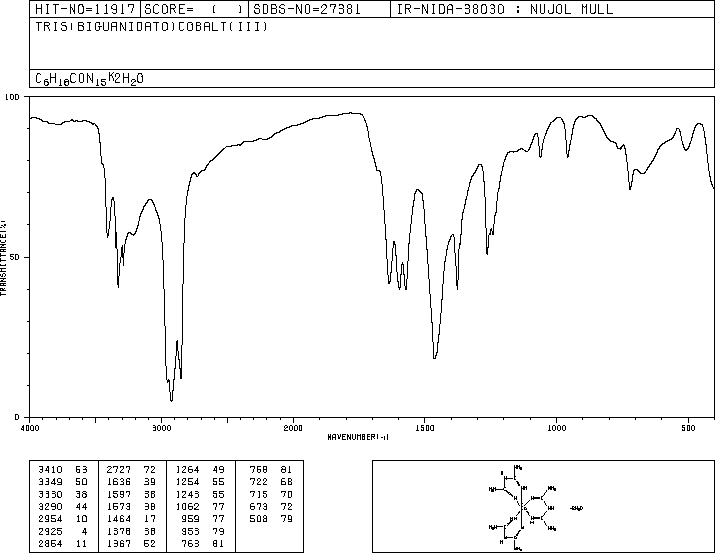 HIT-NO=11917 SCORE= ( ) SDBS-NO=27381 IR-NIDA-38030 : NUJOL MULL
TRIS(BIGUANIDATO)COBALT(III)
C6H18CON15·2H2O
100
50
0
TRANSMITTANCE(%)
4000 3000 2000 1500 1000 500
WAVENUMBER(-1)
3410 63 2727 72 1264 49 768 81
3349 50 1636 39 1254 55 722 68
3330 38 1597 38 1243 55 715 70
3290 44 1573 38 1062 77 673 72
2954 10 1464 17 959 77 508 79
2925 4 1378 38 953 79
2854 11 1367 62 763 81